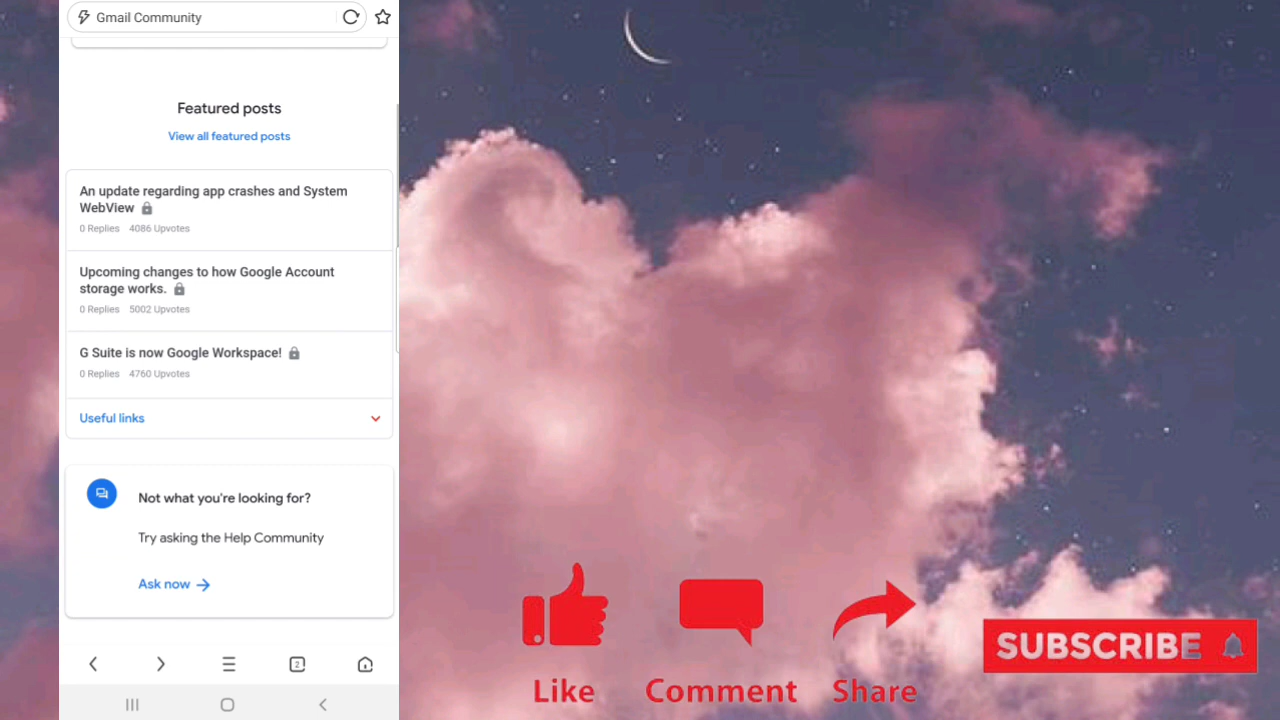 Gmail Community
Featured posts
View all featured posts
An update regarding app crashes and System
WebView
0 Replies 4086 Upvotes
Upcoming changes to how Google Account
storage works.
0 Replies 5002 Upvotes
G Suite is now Google Workspace!
0 Replies 4760 Upvotes
Useful links
Not what you're looking for?
Try asking the Help Community
Ask now
2
Like Comment Share
SUBSCRIBE